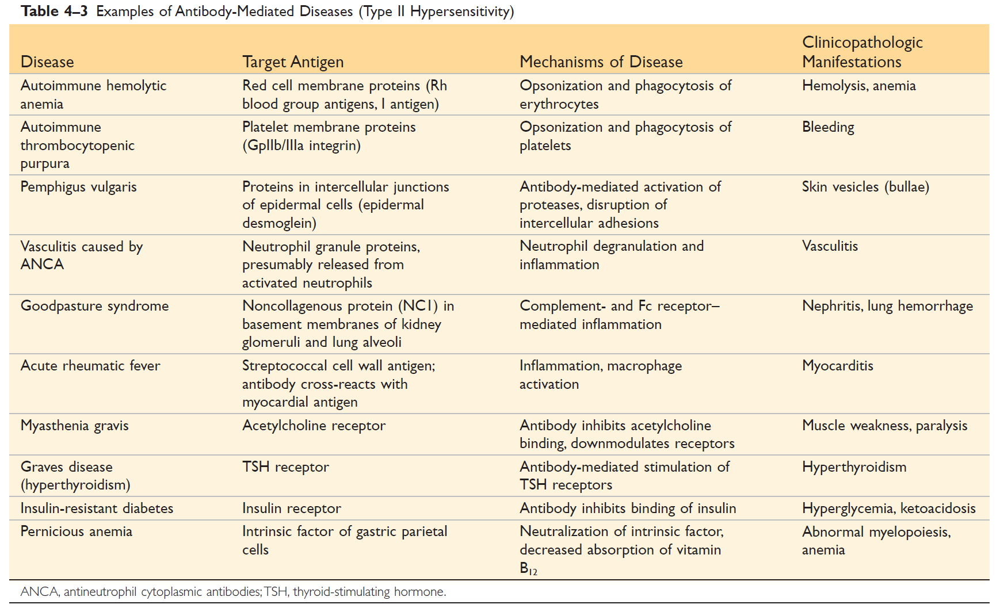 Table 4–3 Examples of Antibody-Mediated Diseases (Type II Hypersensitivity)
Disease
Target Antigen
Mechanisms of Disease
Clinicopathologic
Manifestations
Autoimmune hemolytic
anemia
Red cell membrane proteins (Rh
blood group antigens, I antigen)
Opsonization and phagocytosis of
erythrocytes
Hemolysis, anemia
Autoimmune
thrombocytopenic
purpura
Platelet membrane proteins
(GpIIb/IIIa integrin)
Opsonization and phagocytosis of
platelets
Bleeding
Pemphigus vulgaris
Proteins in intercellular junctions
of epidermal cells (epidermal
desmoglein)
Antibody-mediated activation of
proteases, disruption of
intercellular adhesions
Skin vesicles (bullae)
Vasculitis caused by
ANCA
Neutrophil granule proteins,
presumably released from
activated neutrophils
Neutrophil degranulation and
inflammation
Vasculitis
Goodpasture syndrome
Noncollagenous protein (NC1) in
basement membranes of kidney
glomeruli and lung alveoli
Complement- and Fc receptor–
mediated inflammation
Nephritis, lung hemorrhage
Acute rheumatic fever
Streptococcal cell wall antigen;
antibody cross-reacts with
myocardial antigen
Inflammation, macrophage
activation
Myocarditis
Myasthenia gravis
Acetylcholine receptor
Antibody inhibits acetylcholine
binding, downmodulates receptors
Muscle weakness, paralysis
Graves disease
(hyperthyroidism)
TSH receptor
Antibody-mediated stimulation of
TSH receptors
Hyperthyroidism
Insulin-resistant diabetes
Insulin receptor
Antibody inhibits binding of insulin
Hyperglycemia, ketoacidosis
Pernicious anemia
Intrinsic factor of gastric parietal
cells
Neutralization of intrinsic factor,
decreased absorption of vitamin
B12
Abnormal myelopoiesis,
anemia
ANCA, antineutrophil cytoplasmic antibodies; TSH, thyroid-stimulating hormone.